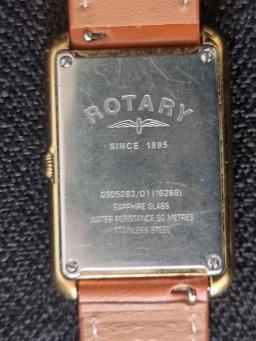 ROTARY
SINCE 1895
GS05283/01 (16268)
SAPPHIRE GLASS
WATER RESISTANCE 50 METRES
STAINLESS STEEL